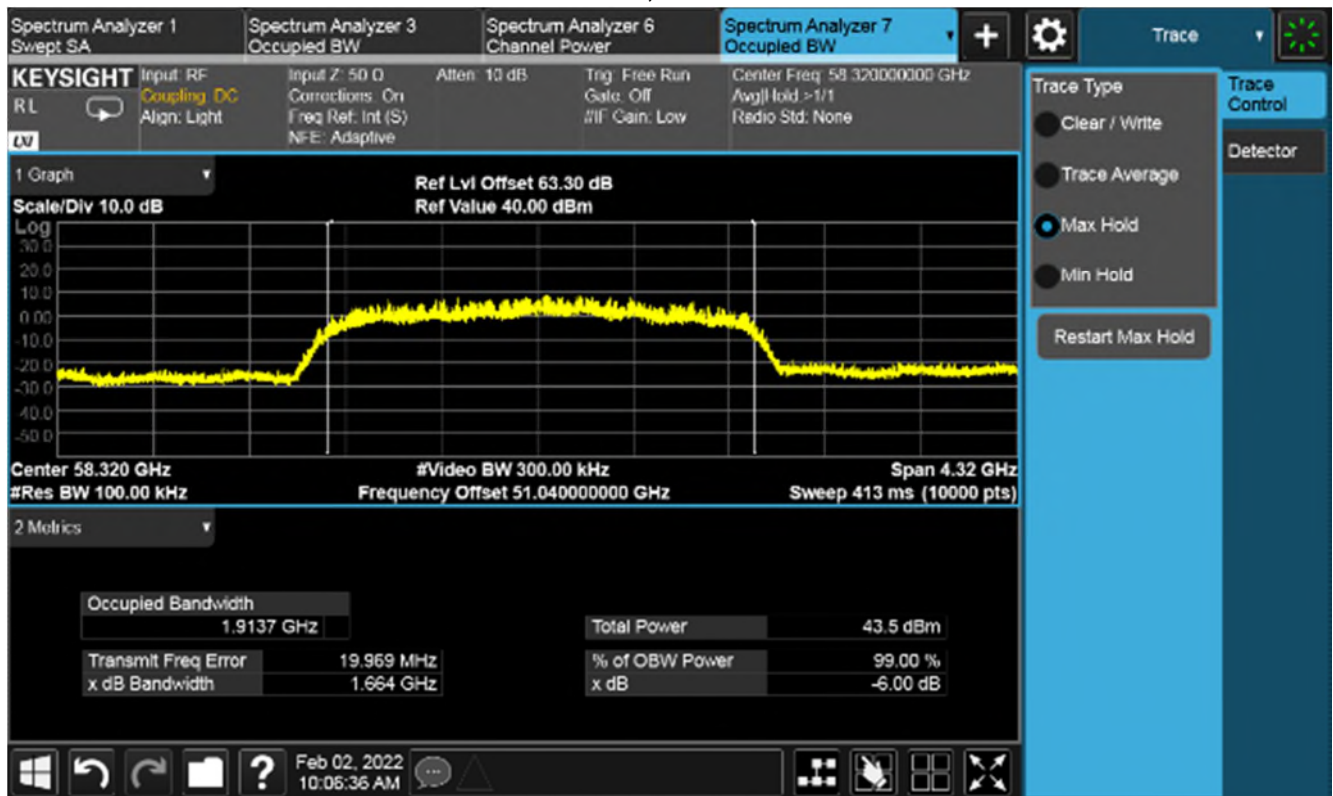 Spectrum Analyzer 1
Swept SA
Spectrum Analyzer 3
Occupied BW
Spectrum Analyzer 6
Channel Power
Spectrum Analyzer 7
Occupied BW
Trace
KEYSIGHT
RL
LXI
Input: RF
Coupling: DC
Align: Light
Input Z: 50 Ω
Corrections: On
Freq Ref: Int (S)
NFE: Adaptive
Atten: 10 dB
Trig: Free Run
Gate: Off
#IF Gain: Low
Center Freq: 58.320000000 GHz
Avg|Hold:>1/1
Radio Std: None
1 Graph
Scale/Div 10.0 dB
Ref Lvl Offset 63.30 dB
Ref Value 40.00 dBm
Log
30.0
20.0
10.0
0.00
-10.0
-20.0
-30.0
-40.0
-50.0
Center 58.320 GHz
#Video BW 300.00 kHz
Span 4.32 GHz
#Res BW 100.00 kHz
Frequency Offset 51.040000000 GHz
Sweep 413 ms (10000 pts)
2 Metrics
Occupied Bandwidth
1.9137 GHz
Total Power 43.5 dBm
Transmit Freq Error 19.969 MHz
% of OBW Power 99.00 %
x dB Bandwidth 1.664 GHz
x dB -6.00 dB
Feb 02, 2022
10:06:36 AM
Trace Type
Clear / Write
Trace Average
Max Hold
Min Hold
Restart Max Hold
Trace
Control
Detector